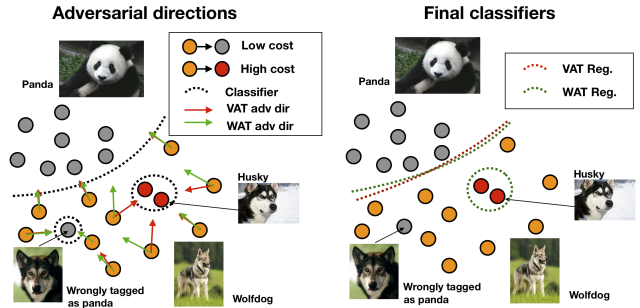 Adversarial directions
Panda
Low cost
High cost
Classifier
VAT adv dir
WAT adv dir
Husky
Wrongly tagged
as panda
Wolfdog
Final classifiers
Panda
VAT Reg.
WAT Reg.
Husky
Wrongly tagged
as panda
Wolfdog